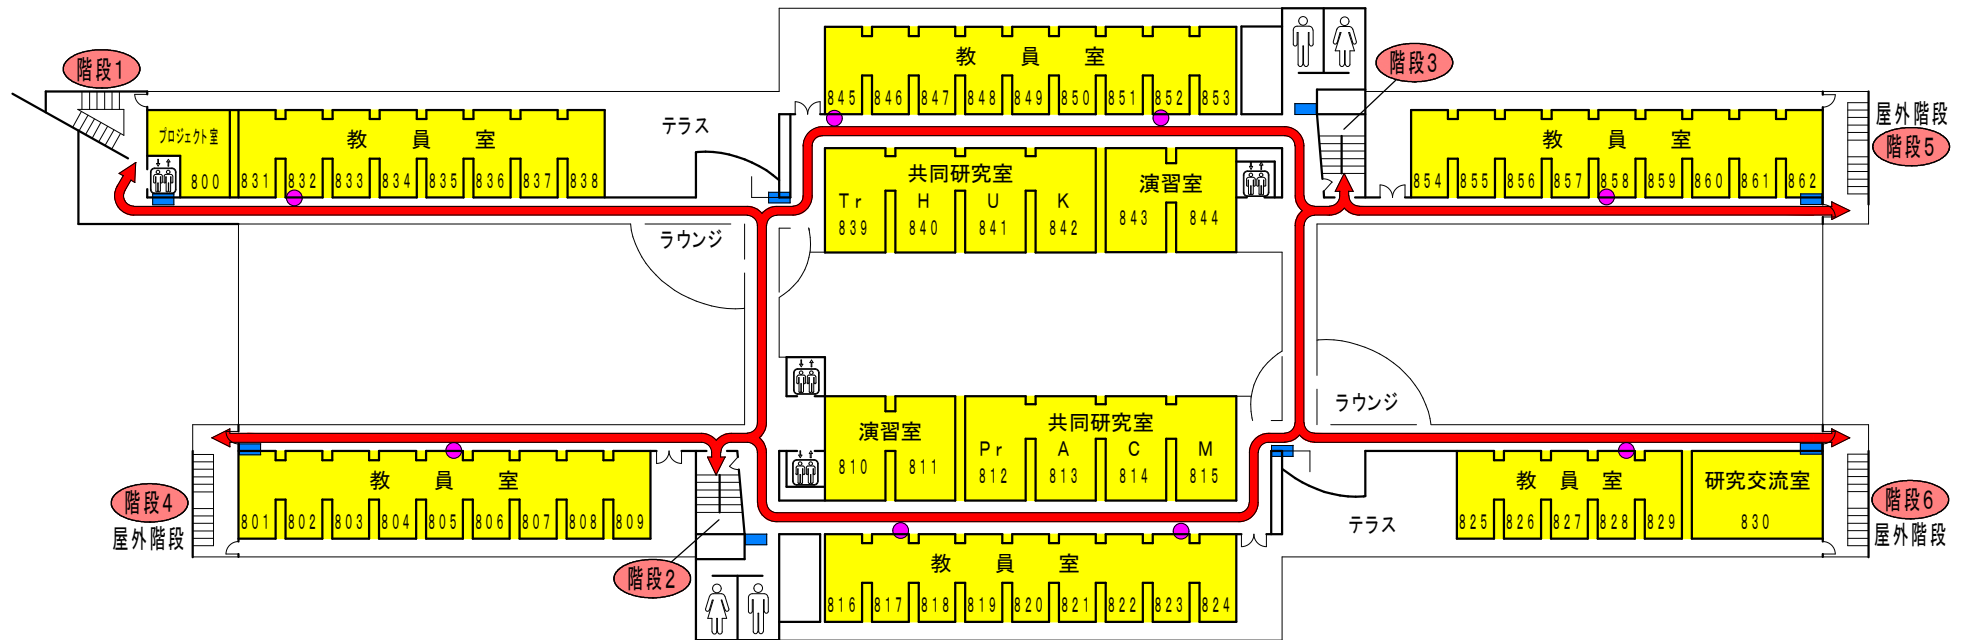 教員室
845 846 847 848 849 850 851 852 853
階段1
階段3
プロジェクト室
800
教員室
831 832 833 834 835 836 837 838
テラス
教員室
854 855 856 857 858 859 860 861 862
屋外階段
階段5
共同研究室
Tr H U K
839 840 841 842
演習室
843 844
ラウンジ
ラウンジ
演習室
810 811
共同研究室
Pr A C M
812 813 814 815
階段4
屋外階段
教員室
801 802 803 804 805 806 807 808 809
階段2
テラス
教員室
825 826 827 828 829
研究交流室
830
階段6
屋外階段
教員室
816 817 818 819 820 821 822 823 824